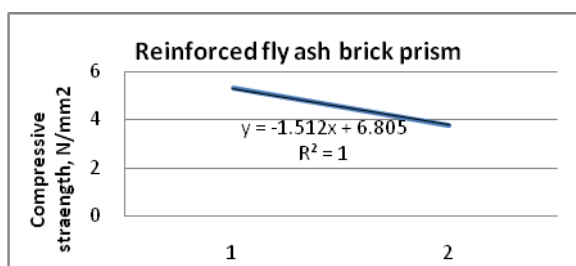 Reinforced fly ash brick prism
Compressive
straength, N/mm2
6
4
2
0
y = -1.512x + 6.805
R² = 1
1
2